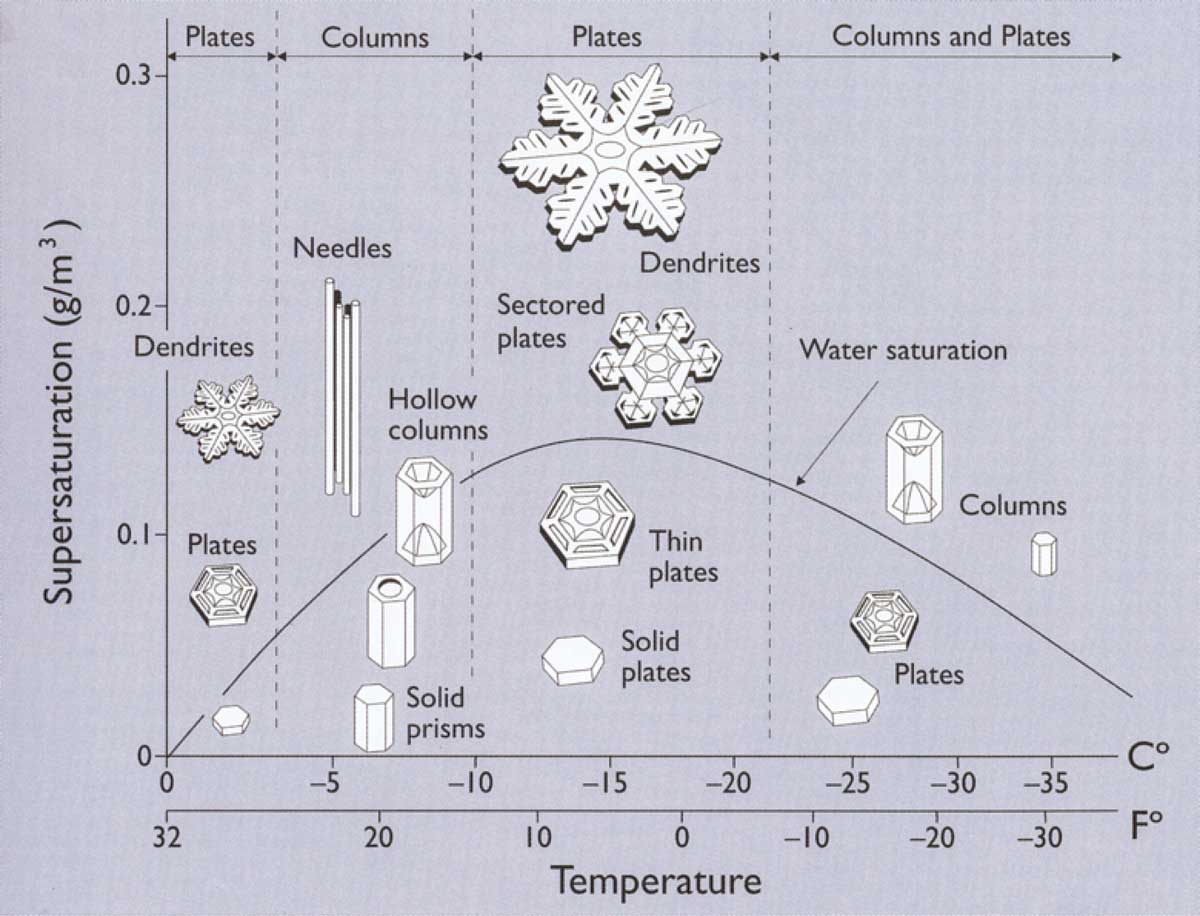 Plates
Columns
Plates
Columns and Plates
0.3
Dendrites
Needles
Sectored
plates
0.2
Dendrites
Water saturation
Hollow
columns
Columns
0.1
Plates
Thin
plates
Solid
plates
Plates
Solid
prisms
0
Supersaturation (g/m³)
0 –5 –10 –15 –20 –25 –30 –35 C°
32 20 10 0 –10 –20 –30 F°
Temperature